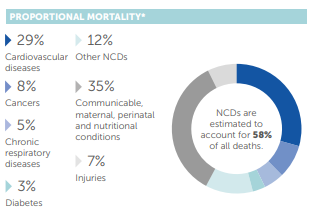 PROPORTIONAL MORTALITY*
29%
Cardiovascular
diseases
8%
Cancers
5%
Chronic
respiratory
diseases
3%
Diabetes
12%
Other NCDs
35%
Communicable,
maternal, perinatal
and nutritional
conditions
7%
Injuries
NCDs are
estimated to
account for 58%
of all deaths.